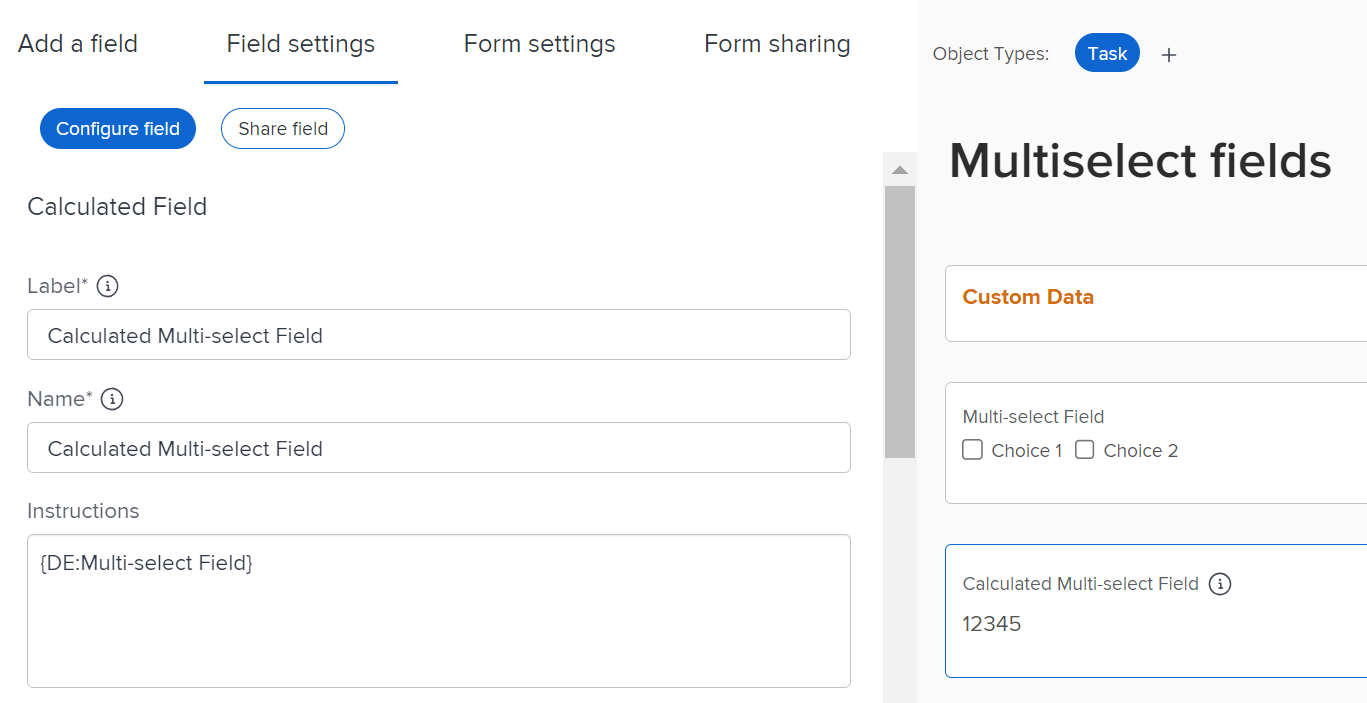 Add a field Field settings Form settings Form sharing
Configure field Share field
Calculated Field
Label*
Calculated Multi-select Field
Name*
Calculated Multi-select Field
Instructions
{DE:Multi-select Field}
Object Types: Task +
Multiselect fields
Custom Data
Multi-select Field
Choice 1 Choice 2
Calculated Multi-select Field
12345